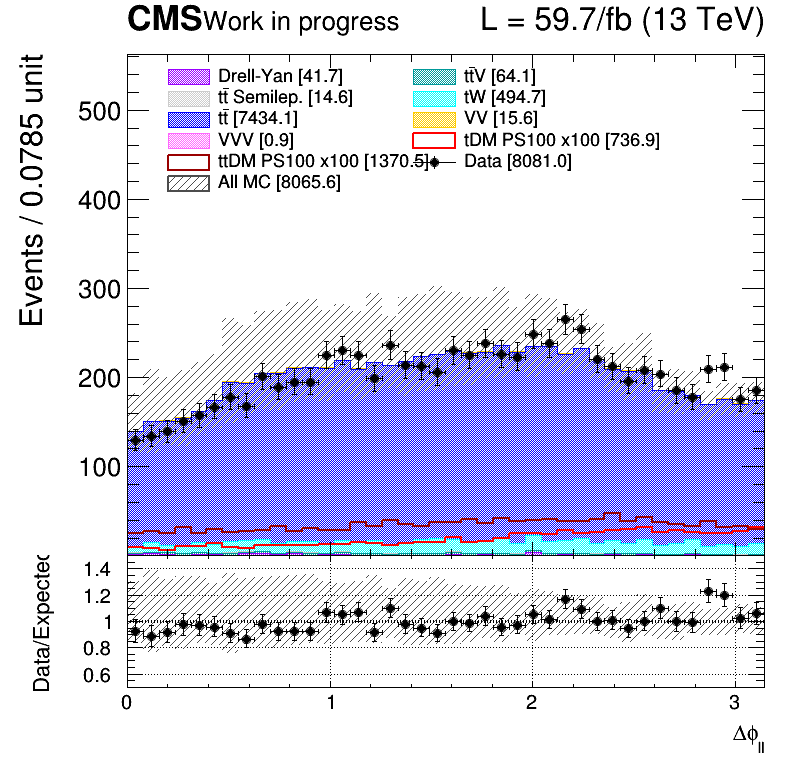 CMS Work in progress L = 59.7/fb (13 TeV)
Events / 0.0785 unit
Drell-Yan [41.7] tt̄V [64.1]
tt̄ Semilep. [14.6] tW [494.7]
tt̄ [7434.1] VV [15.6]
VVV [0.9] tDM PS100 x100 [736.9]
ttDM PS100 x100 [1370.5] Data [8081.0]
All MC [8065.6]
500
400
300
200
100
Data/Expected
1.4
1.2
1
0.8
0.6
0 1 2 3
Δϕ_ll